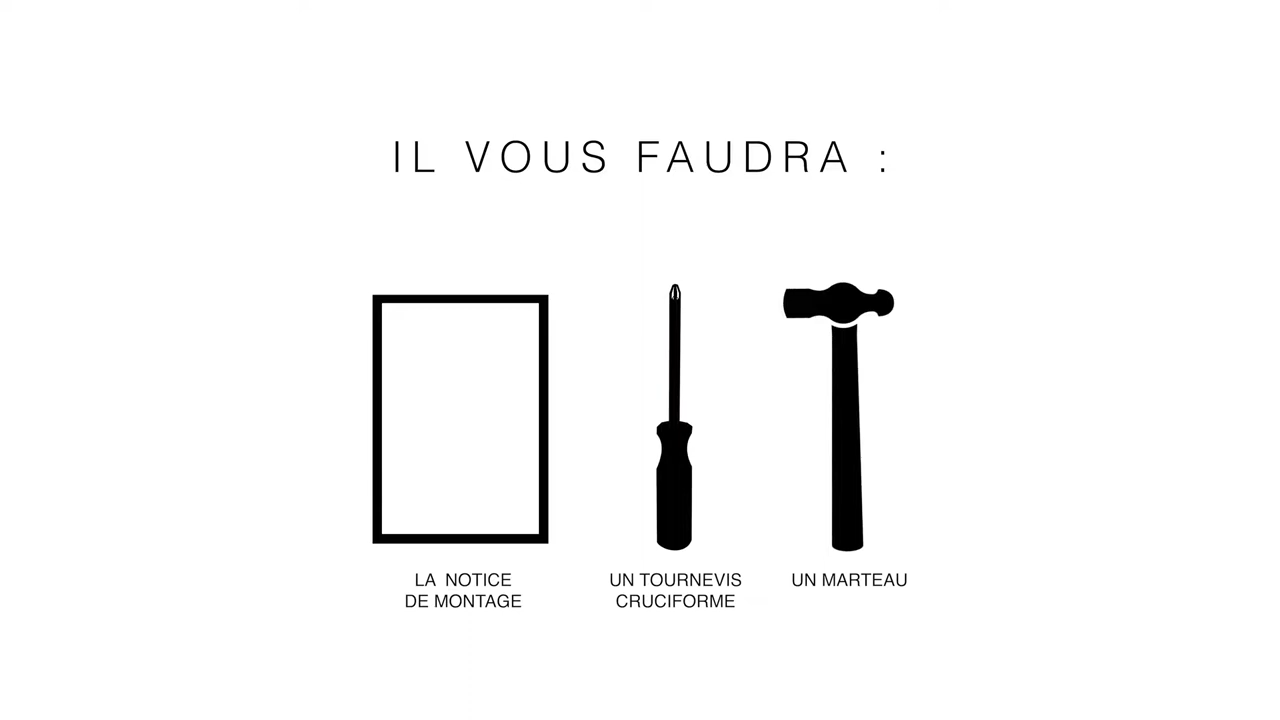 IL VOUS FAUDRA :
LA NOTICE
DE MONTAGE
UN TOURNEVIS
CRUCIFORME
UN MARTEAU